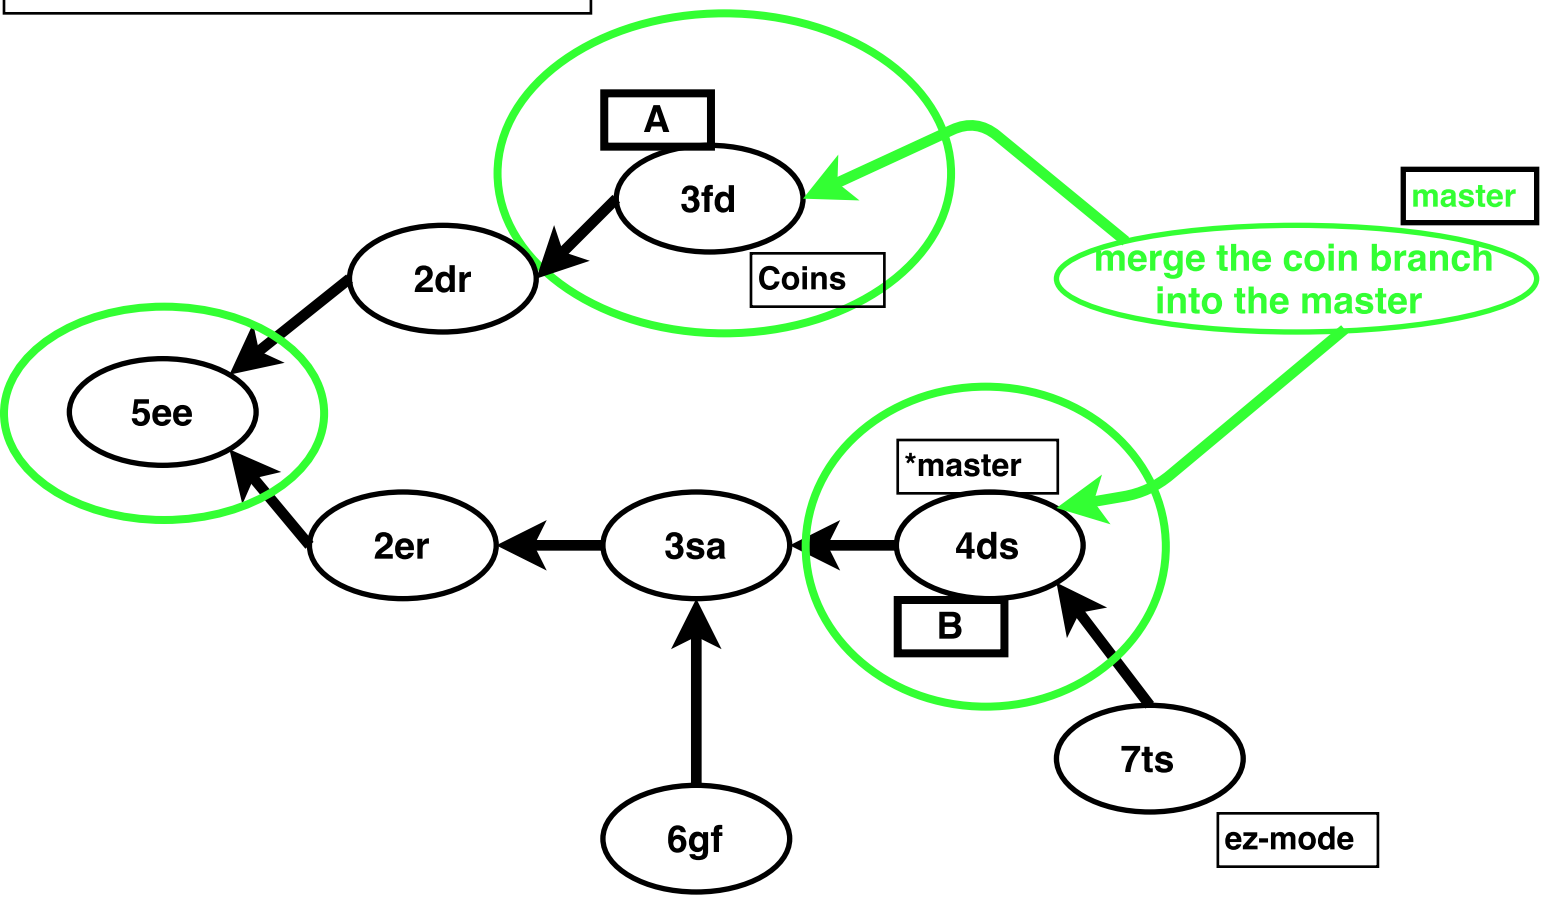 A
3fd
Coins
master
merge the coin branch
into the master
2dr
5ee
*master
2er
3sa
4ds
B
7ts
6gf
ez-mode